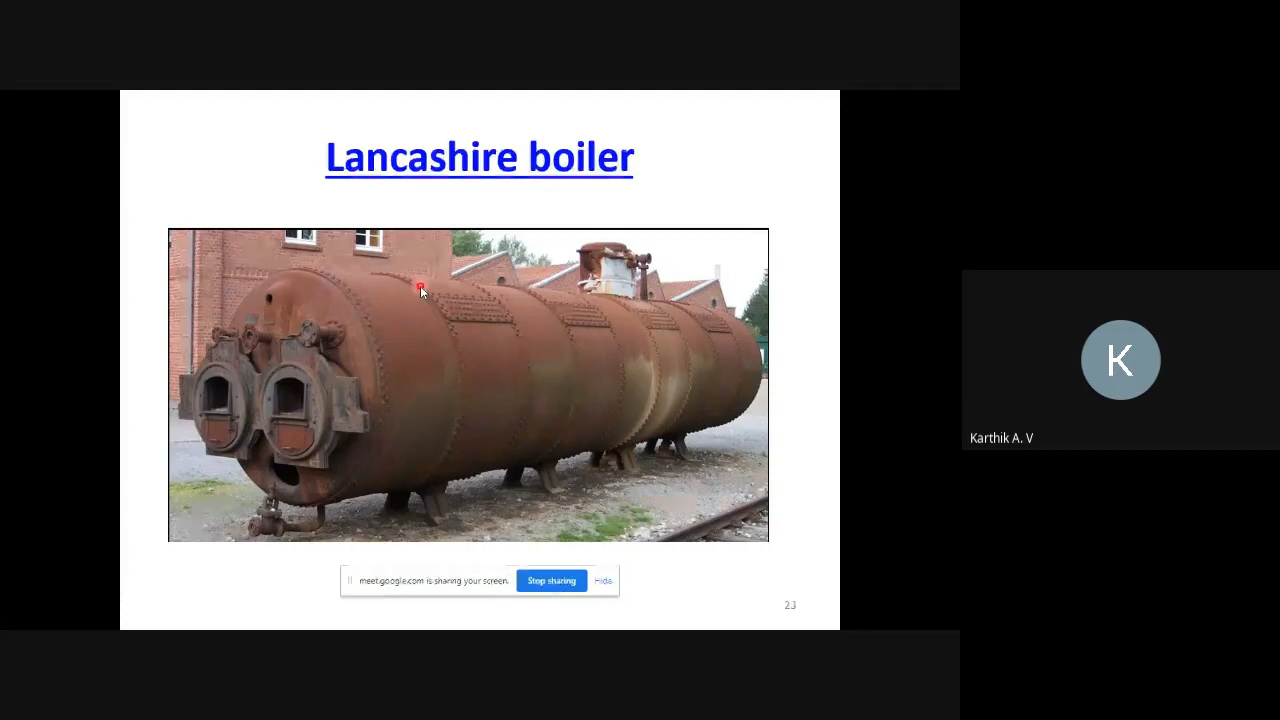 Lancashire boiler
meet.google.com is sharing your screen.
Stop sharing
Hide
23
K
Karthik A. V